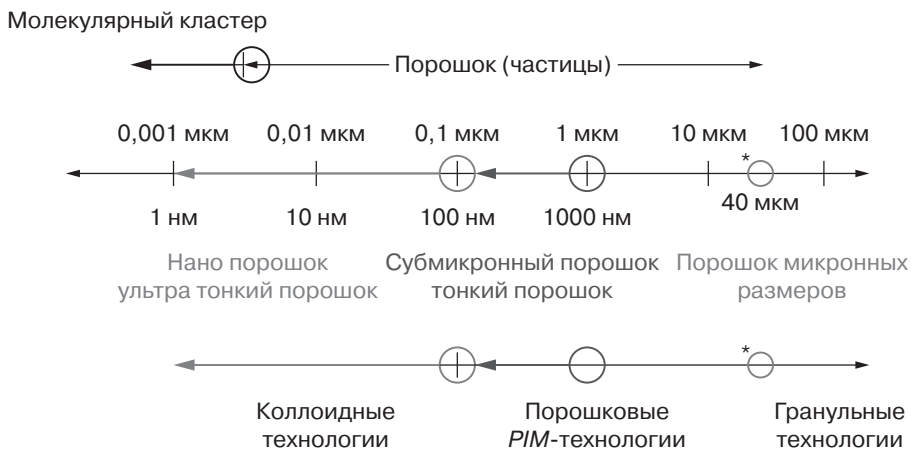 Молекулярный кластер
Порошок (частицы)
0,001 мкм 0,01 мкм 0,1 мкм 1 мкм 10 мкм 100 мкм
*
1 нм 10 нм 100 нм 1000 нм 40 мкм
Нано порошок Субмикронный порошок Порошок микронных
ультра тонкий порошок тонкий порошок размеров
*
Коллоидные Порошковые Гранульные
технологии PIM-технологии технологии